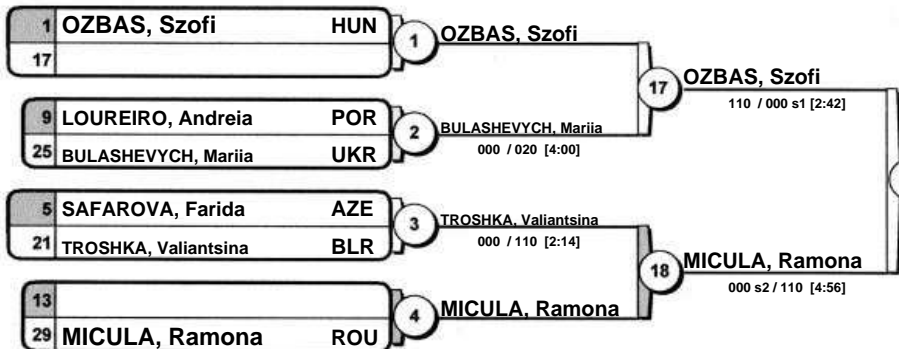 1 OZBAS, Szofi HUN
17
1
OZBAS, Szofi
9 LOUREIRO, Andreia POR
25 BULASHEVYCH, Mariia UKR
2
BULASHEVYCH, Mariia
000 / 020 [4:00]
17
OZBAS, Szofi
110 / 000 s1 [2:42]
5 SAFAROVA, Farida AZE
21 TROSHKA, Valiantsina BLR
3
TROSHKA, Valiantsina
000 / 110 [2:14]
13
29 MICULA, Ramona ROU
4
MICULA, Ramona
18
MICULA, Ramona
000 s2 / 110 [4:56]